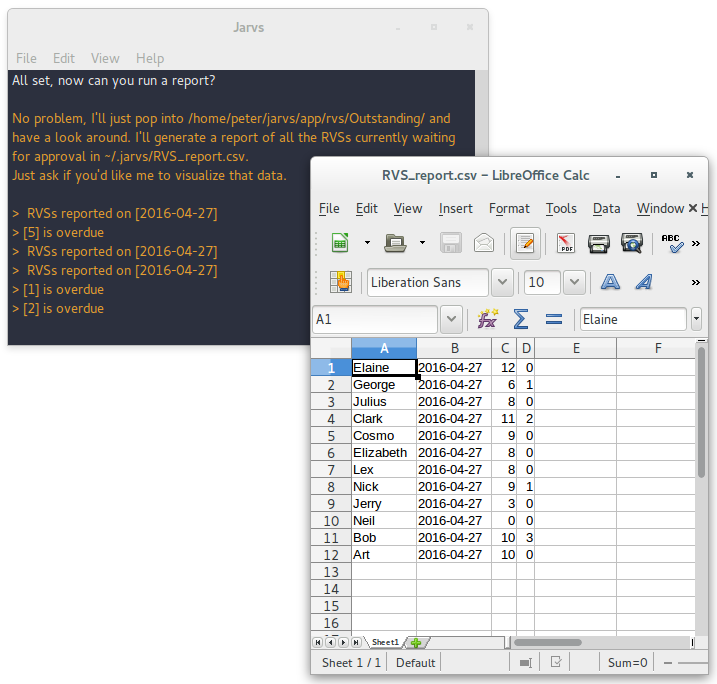 Jarvs
File Edit View Help
All set, now can you run a report?
No problem, I'll just pop into /home/peter/jarvs/app/rvs/Outstanding/ and
have a look around. I'll generate a report of all the RVSs currently waiting
for approval in ~/.jarvs/RVS_report.csv.
Just ask if you'd like me to visualize that data.
> RVSs reported on [2016-04-27]
> [5] is overdue
> RVSs reported on [2016-04-27]
> RVSs reported on [2016-04-27]
> [1] is overdue
> [2] is overdue
RVS_report.csv – LibreOffice Calc
File Edit View Insert Format Tools Data Window
PDF ABC
Liberation Sans 10
A1 Elaine
A B C D E F
1 Elaine 2016-04-27 12 0
2 George 2016-04-27 6 1
3 Julius 2016-04-27 8 0
4 Clark 2016-04-27 11 2
5 Cosmo 2016-04-27 9 0
6 Elizabeth 2016-04-27 8 0
7 Lex 2016-04-27 8 0
8 Nick 2016-04-27 9 1
9 Jerry 2016-04-27 3 0
10 Neil 2016-04-27 0 0
11 Bob 2016-04-27 10 3
12 Art 2016-04-27 10 0
13
14
15
16
Sheet1
Sheet 1 / 1 Default Sum=0